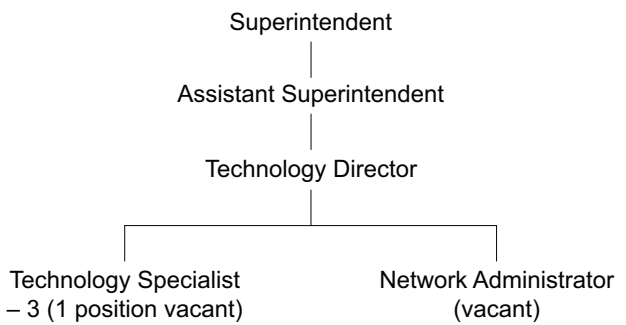 Superintendent
Assistant Superintendent
Technology Director
Technology Specialist
– 3 (1 position vacant)
Network Administrator
(vacant)